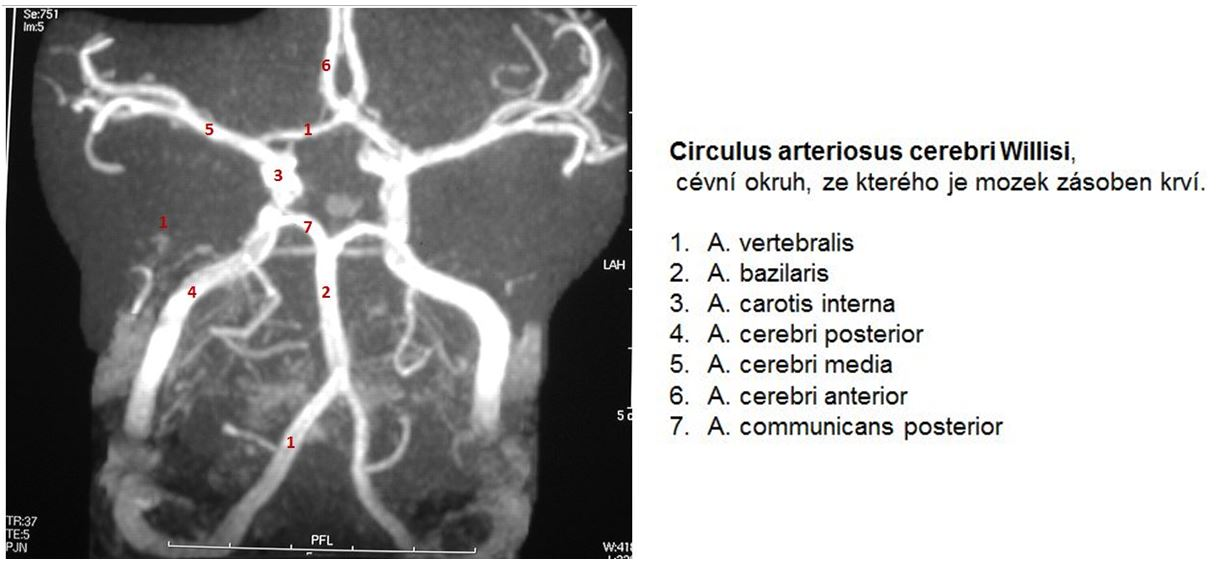 Se:751
Im:5
6
5
1
3
1
7
LAH
4
2
5
1
TR:37
TE:5
PJN
PFL
Circulus arteriosus cerebri Willisi,
cévní okruh, ze kterého je mozek zásoben krví.
1. A. vertebralis
2. A. bazilaris
3. A. carotis interna
4. A. cerebri posterior
5. A. cerebri media
6. A. cerebri anterior
7. A. communicans posterior